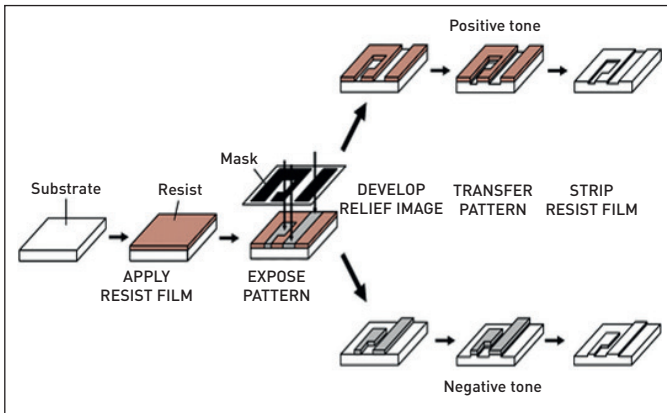 Positive tone
Mask
Substrate
Resist
DEVELOP
RELIEF IMAGE
TRANSFER
PATTERN
STRIP
RESIST FILM
APPLY
RESIST FILM
EXPOSE
PATTERN
Negative tone